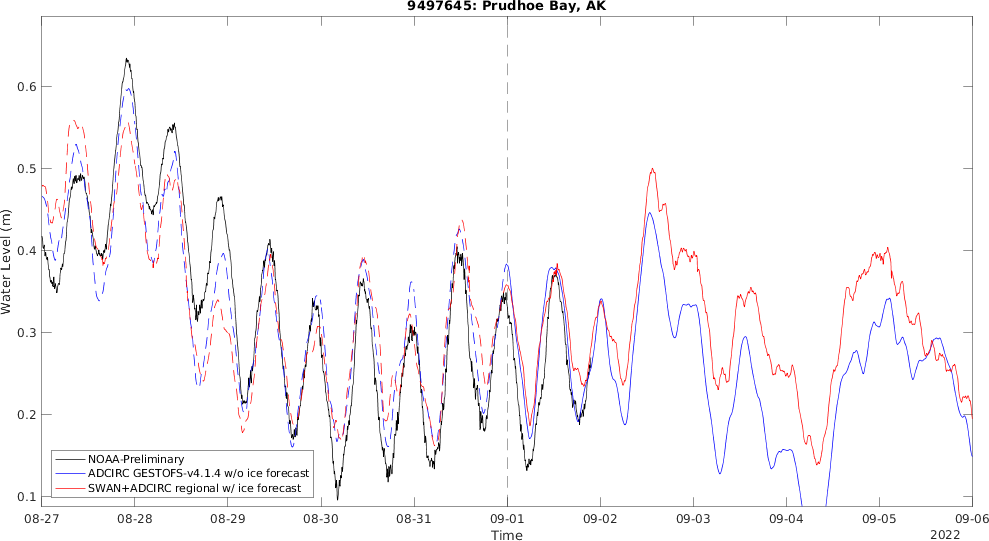 9497645: Prudhoe Bay, AK
Water Level (m)
0.6
0.5
0.4
0.3
0.2
0.1
NOAA-Preliminary
ADCIRC GESTOFS-v4.1.4 w/o ice forecast
SWAN+ADCIRC regional w/ ice forecast
08-27 08-28 08-29 08-30 08-31 09-01 09-02 09-03 09-04 09-05 09-06
Time
2022